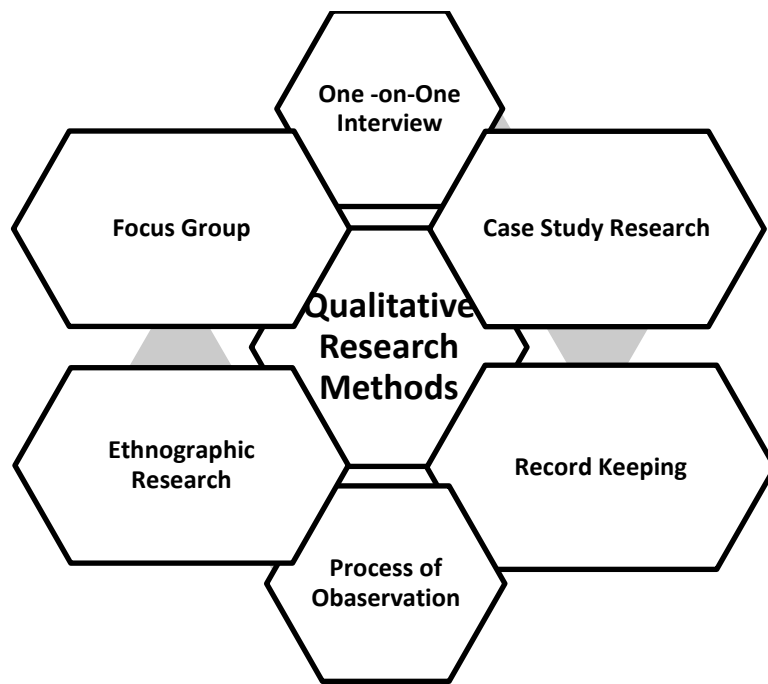 One -on-One
Interview
Focus Group
Case Study Research
Qualitative
Research
Methods
Ethnographic
Research
Record Keeping
Process of
Obaservation